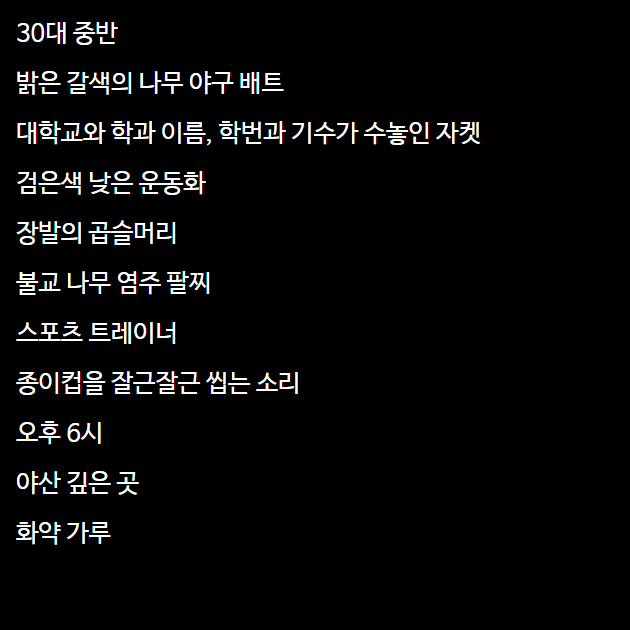 30대 중반
밝은 갈색의 나무 야구 배트
대학교와 학과 이름, 학번과 기수가 수놓인 자켓
검은색 낮은 운동화
장발의 곱슬머리
불교 나무 염주 팔찌
스포츠 트레이너
종이컵을 잘근잘근 씹는 소리
오후 6시
야산 깊은 곳
화약 가루